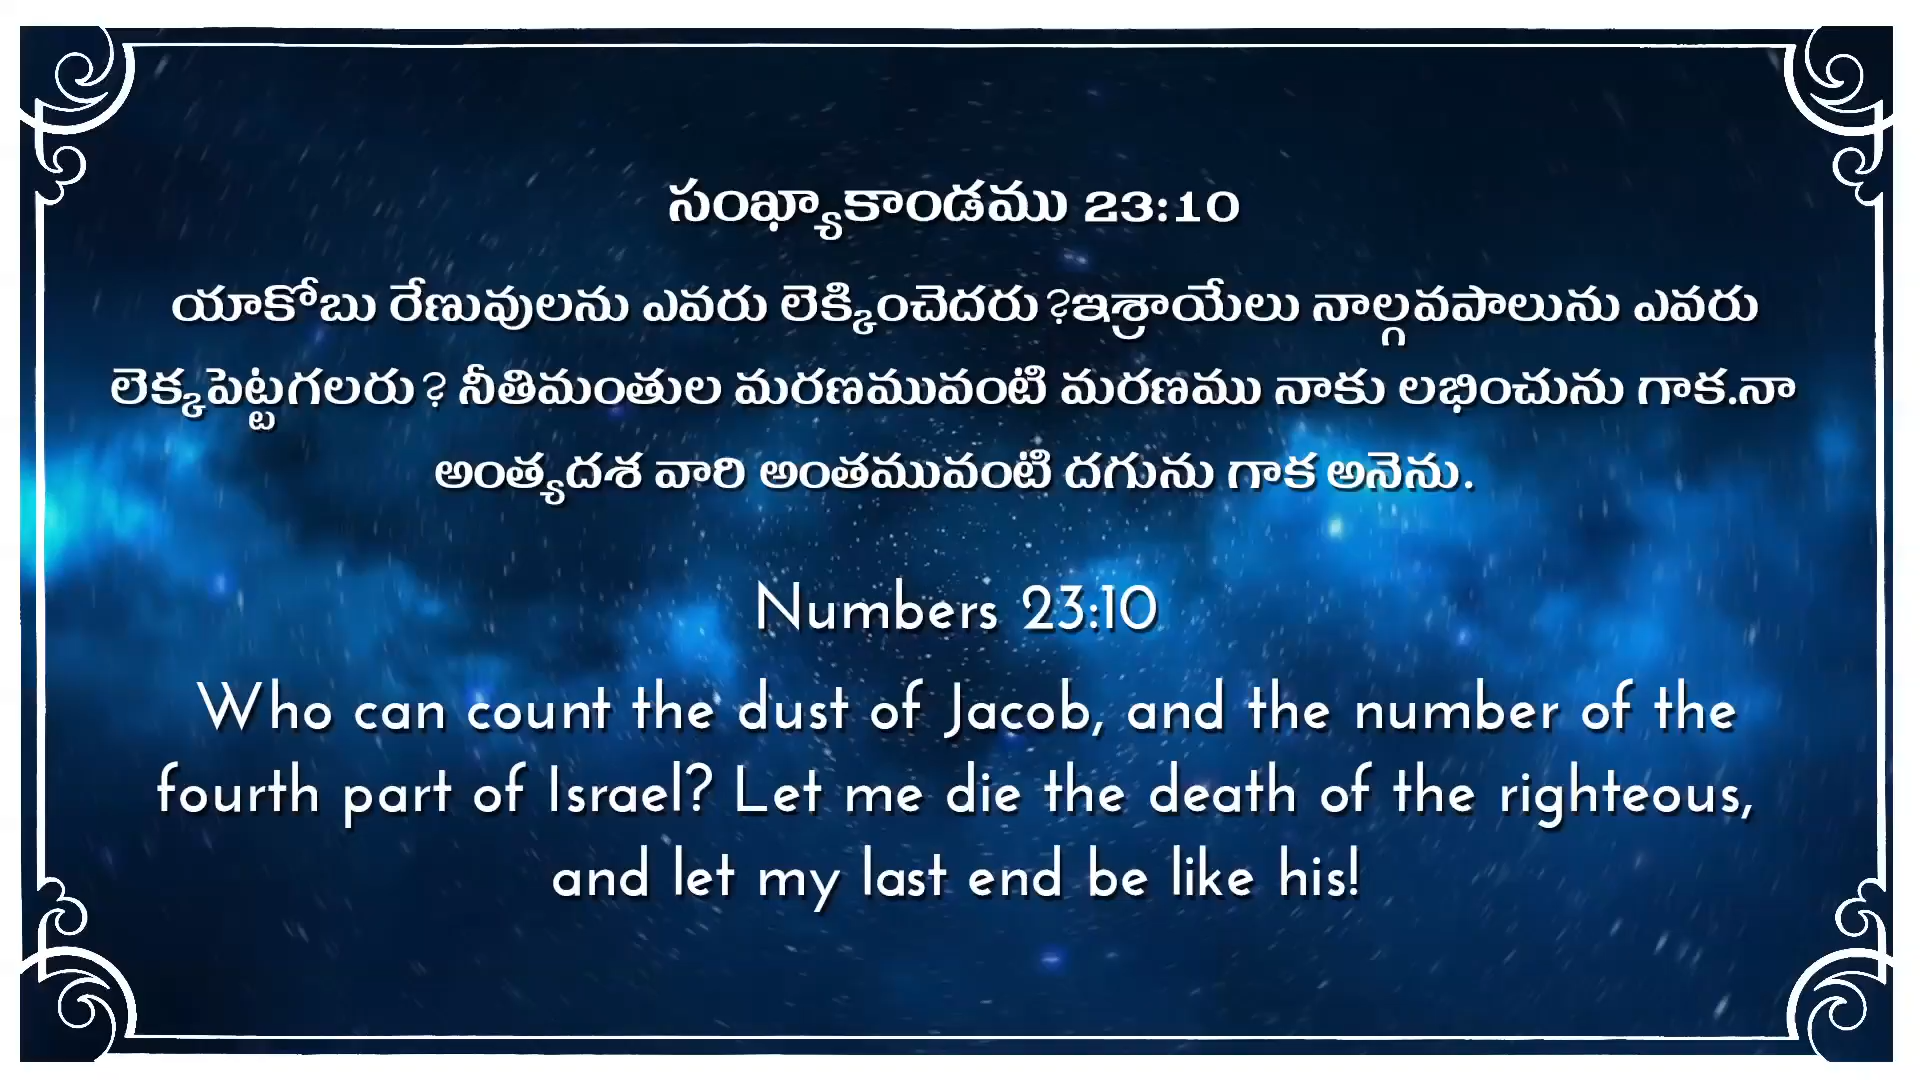 సంఖ్యాకాండము 23:10
యాకోబు రేణువులను ఎవరు లెక్కించెదరు?ఇశ్రాయేలు నాల్గవపాలును ఎవరు
లెక్కపెట్టగలరు? నీతిమంతుల మరణమువంటి మరణము నాకు లభించును గాక.నా
అంత్యదశ వారి అంతమువంటి దగును గాక అనెను.
Numbers 23:10
Who can count the dust of Jacob, and the number of the
fourth part of Israel? Let me die the death of the righteous,
and let my last end be like his!